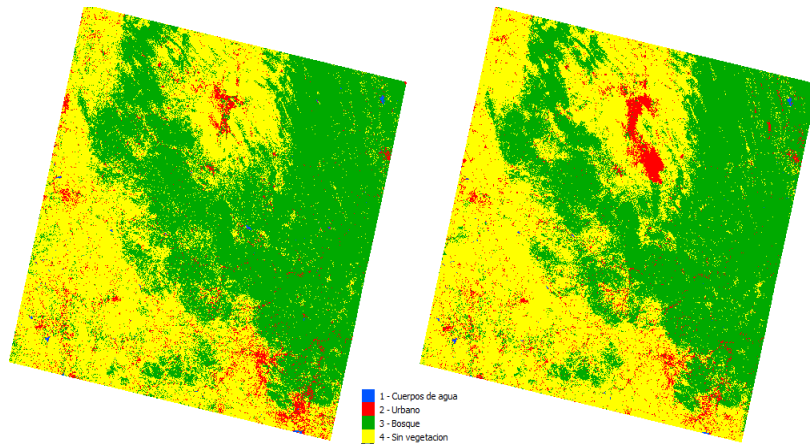 1 - Cuerpos de agua
2 - Urbano
3 - Bosque
4 - Sin vegetacion